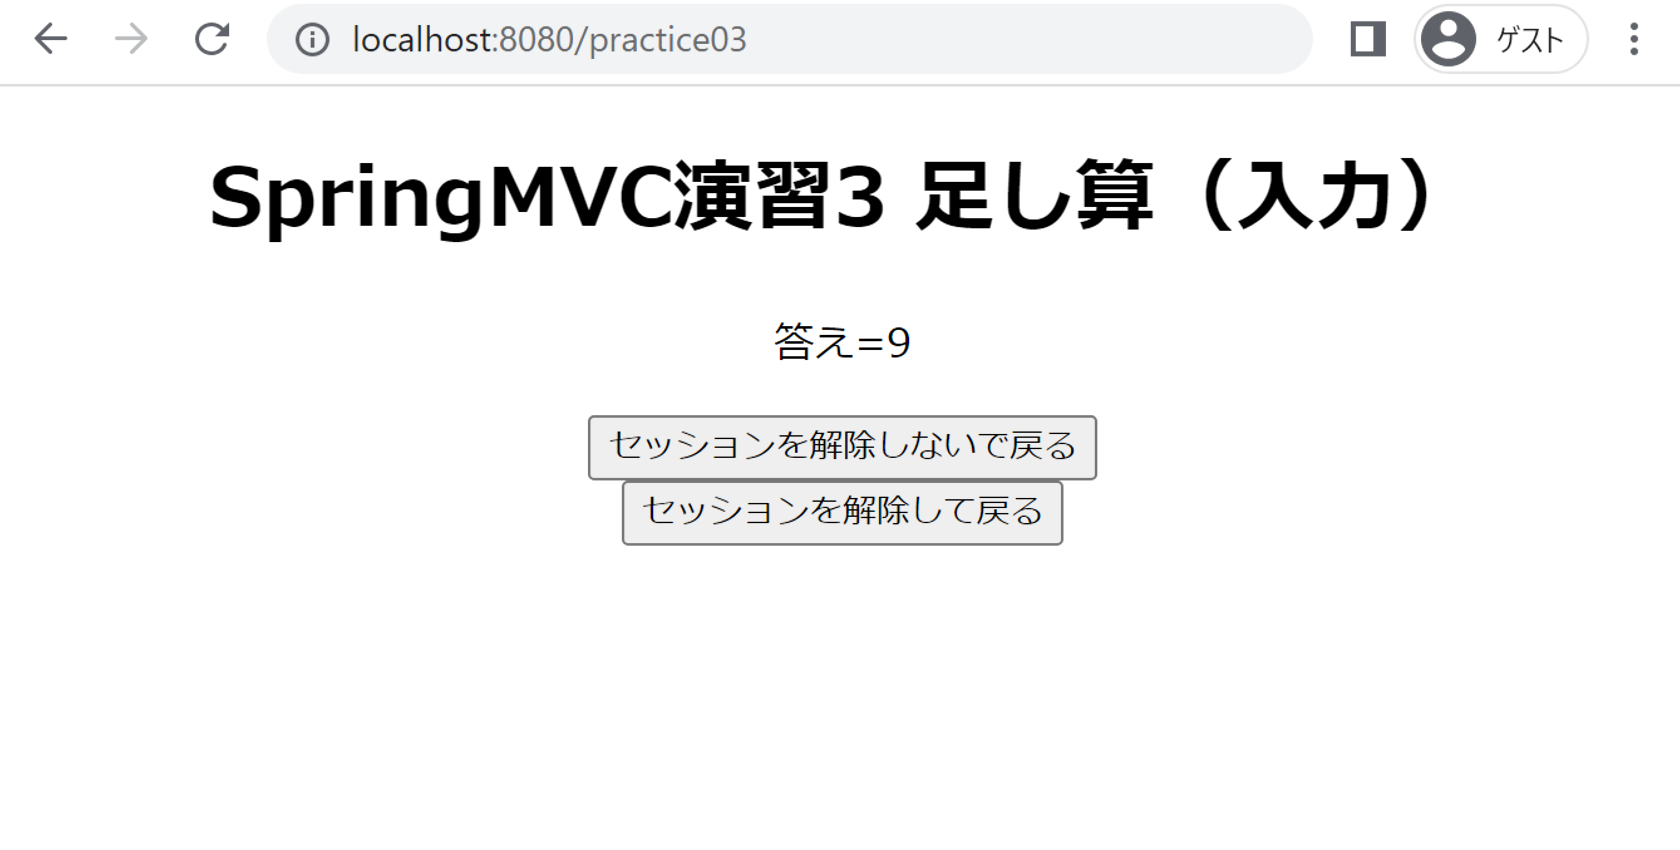 localhost:8080/practice03
ゲスト
SpringMVC演習3 足し算（入力）
答え=9
セッションを解除しないで戻る
セッションを解除して戻る